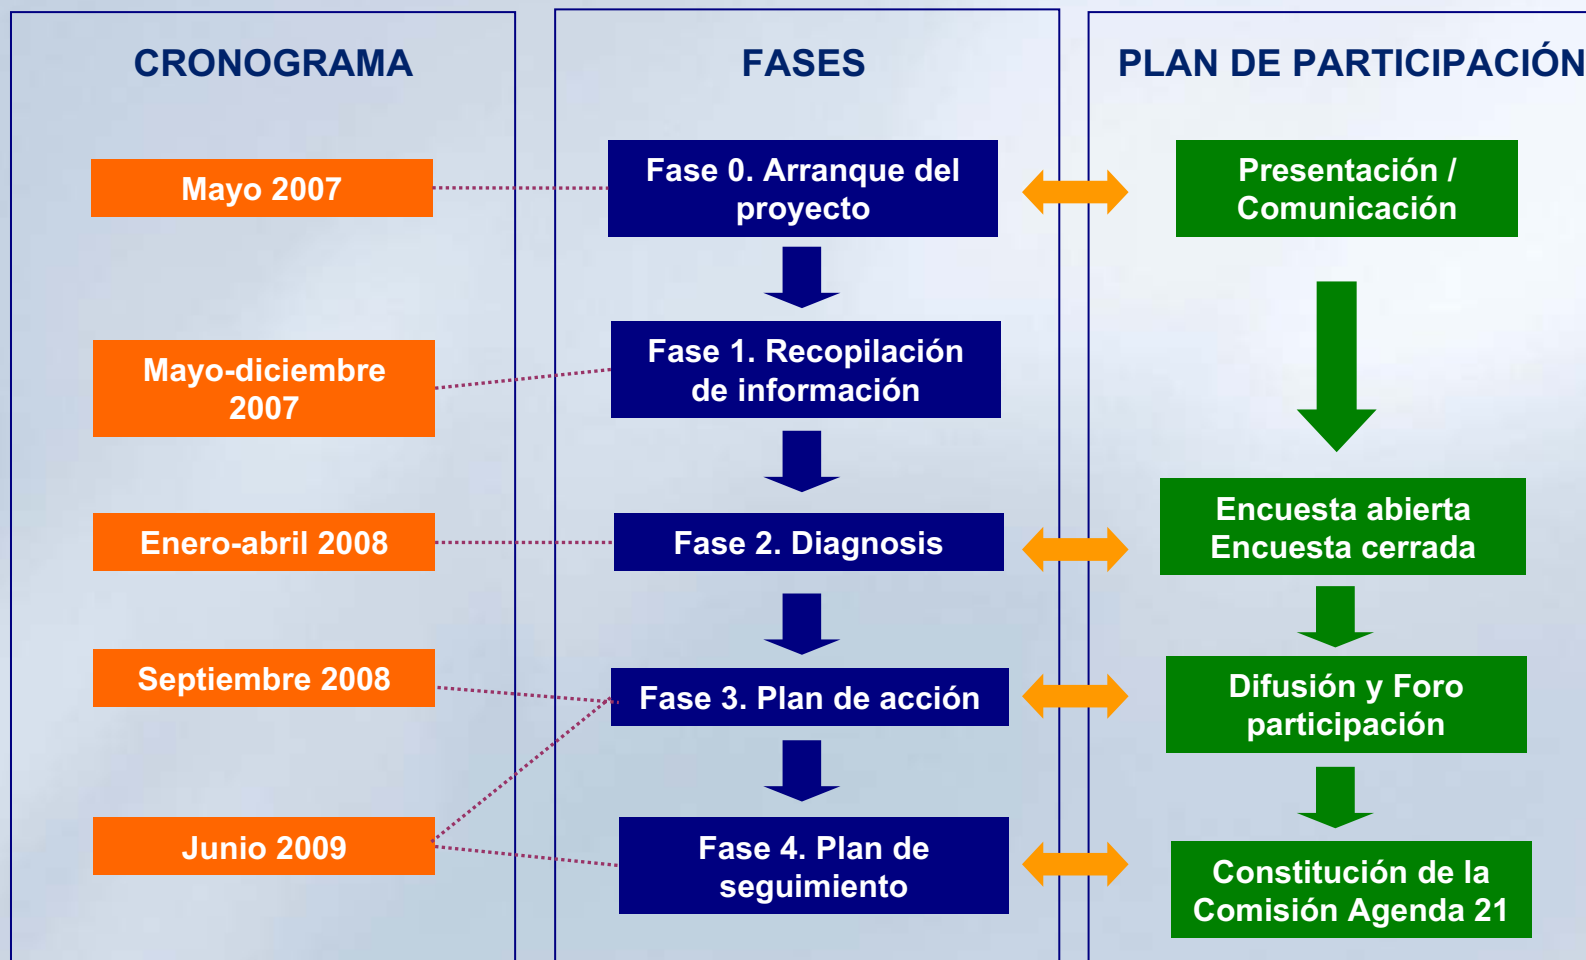 CRONOGRAMA
Mayo 2007
Mayo-diciembre
2007
Enero-abril 2008
Septiembre 2008
Junio 2009
FASES
Fase 0. Arranque del
proyecto
Fase 1. Recopilación
de información
Fase 2. Diagnosis
Fase 3. Plan de acción
Fase 4. Plan de
seguimiento
PLAN DE PARTICIPACIÓN
Presentación /
Comunicación
Encuesta abierta
Encuesta cerrada
Difusión y Foro
participación
Constitución de la
Comisión Agenda 21